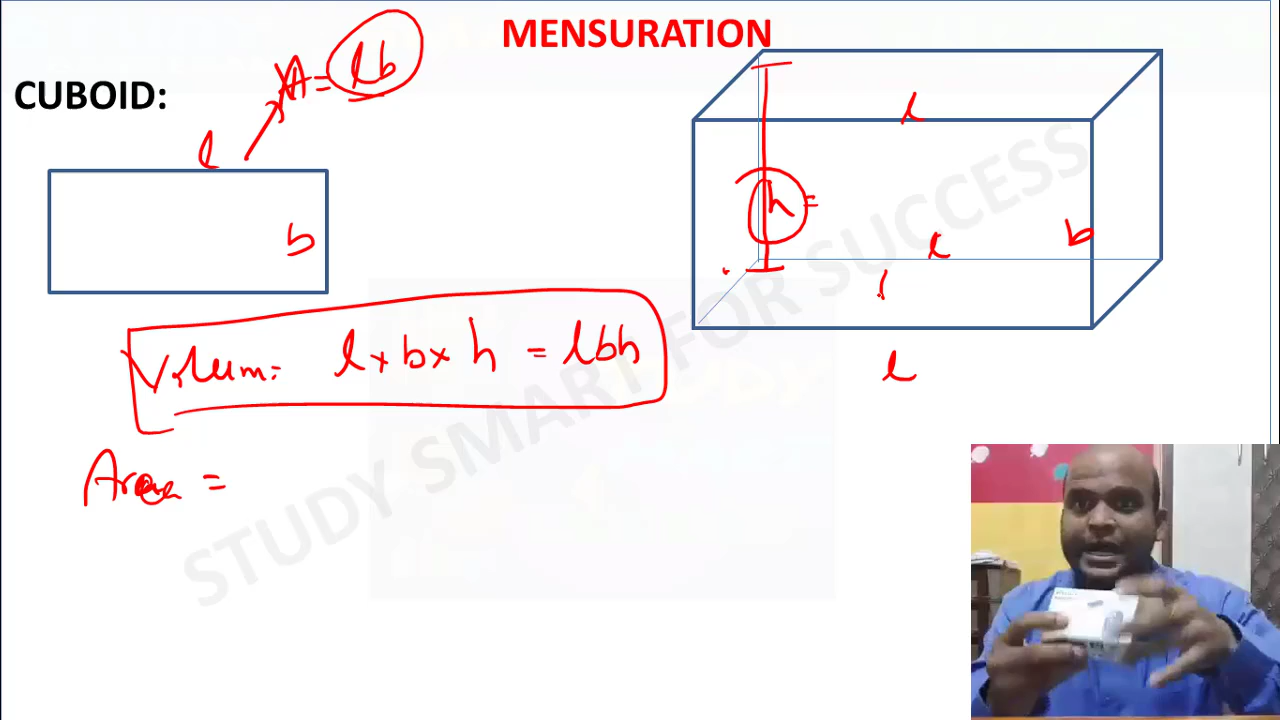 MENSURATION
CUBOID:
A = lb
l
b
l
h =
b
l
l
l
Volum= l x b x h = lbh
Area =
STUDY SMART FOR SUCCESS